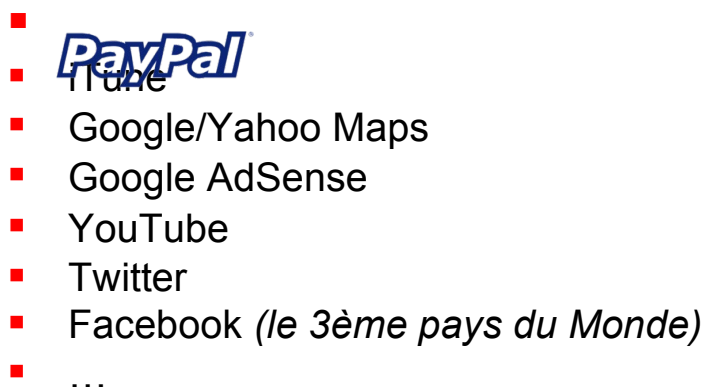 PayPal
iTune
Google/Yahoo Maps
Google AdSense
YouTube
Twitter
Facebook (le 3ème pays du Monde)
...